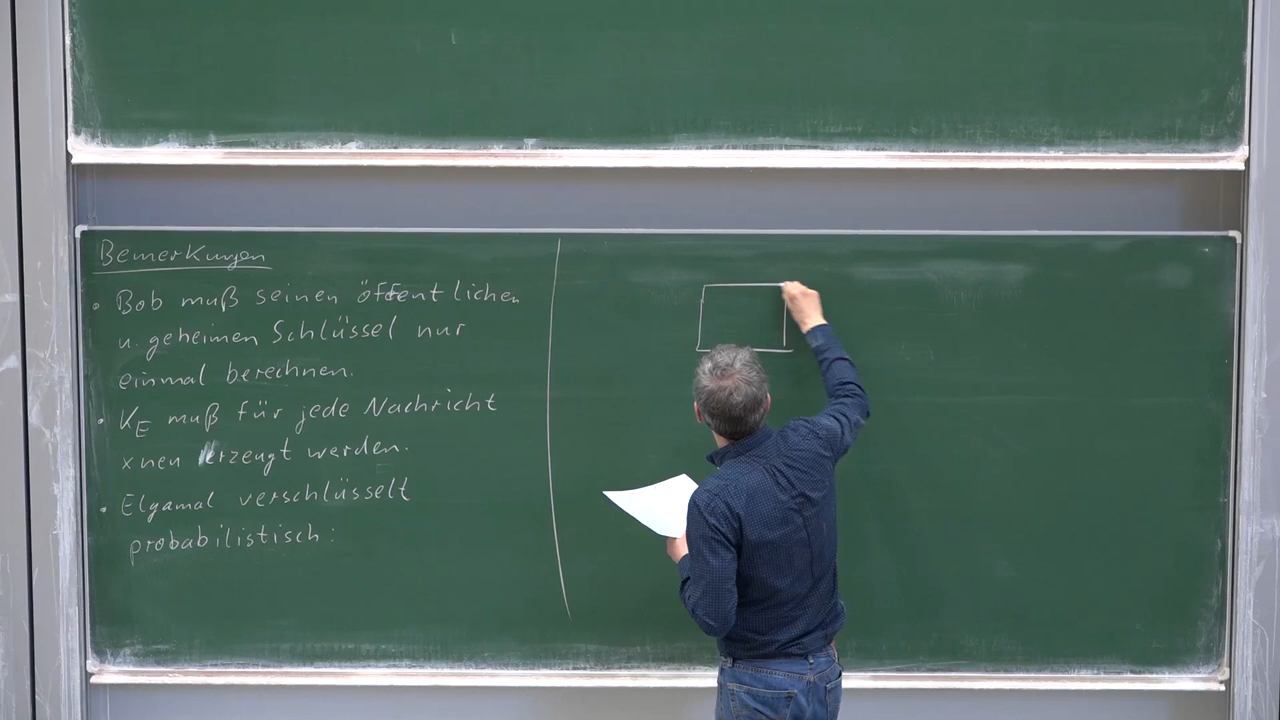 Bemerkungen
• Bob muß seinen öffentlichen
u. geheimen Schlüssel nur
einmal berechnen.
• K_E muß für jede Nachricht
x neu erzeugt werden.
• Elgamal verschlüsselt
probabilistisch: